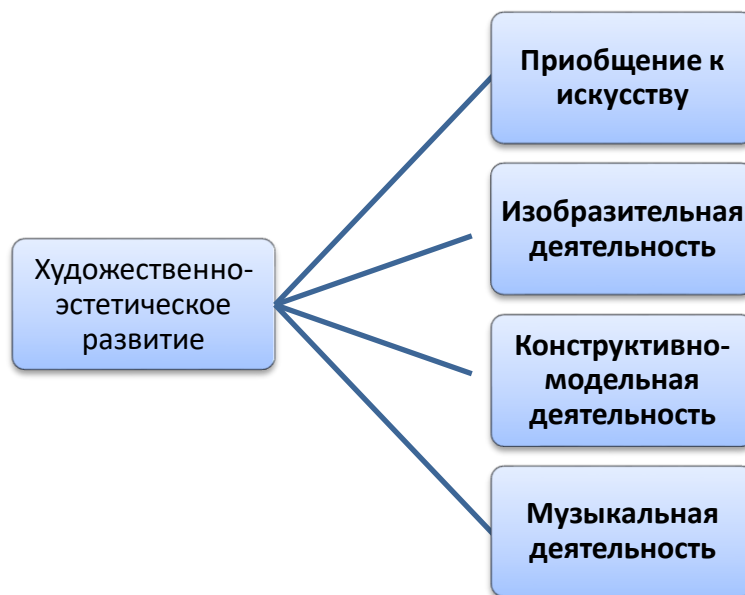 Приобщение к
искусству
Изобразительная
деятельность
Художественно-
эстетическое
развитие
Конструктивно-
модельная
деятельность
Музыкальная
деятельность